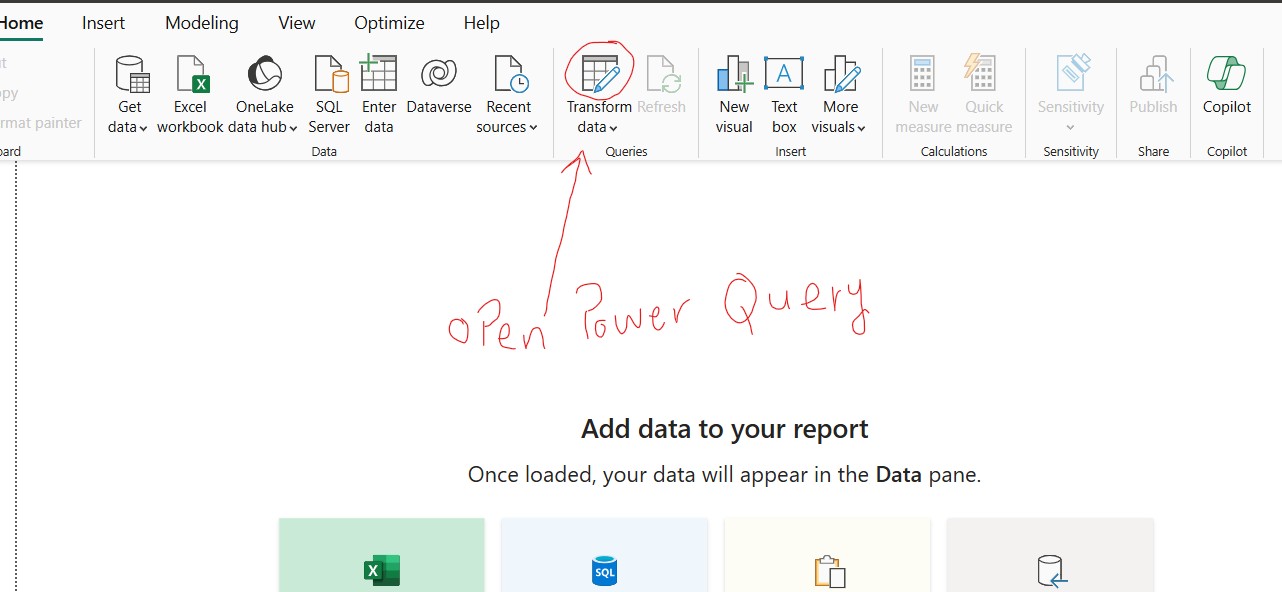 Home Insert Modeling View Optimize Help
Get data Excel workbook OneLake data hub SQL Server Enter data Dataverse Recent sources Transform data Refresh New visual Text box More visuals New measure Quick measure Sensitivity Publish Copilot
ut
opy
rmat painter
oard Data Queries Insert Calculations Sensitivity Share Copilot
oPen Power Query
Add data to your report
Once loaded, your data will appear in the Data pane.
X SQL